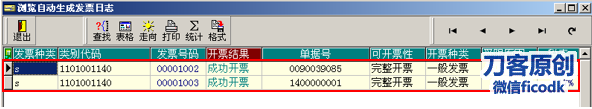 浏览自动生成发票日志
退出 查找 表格 走向 打印 统计 格式
发票种类 类别代码 发票号码 开票结果 单据号 可开票性 开票种类
s 1101001140 00001002 成功开票 0090039085 完整开票 一般发票
s 1101001140 00001003 成功开票 1400000001 完整开票 一般发票
刀客原创
微信ficodk